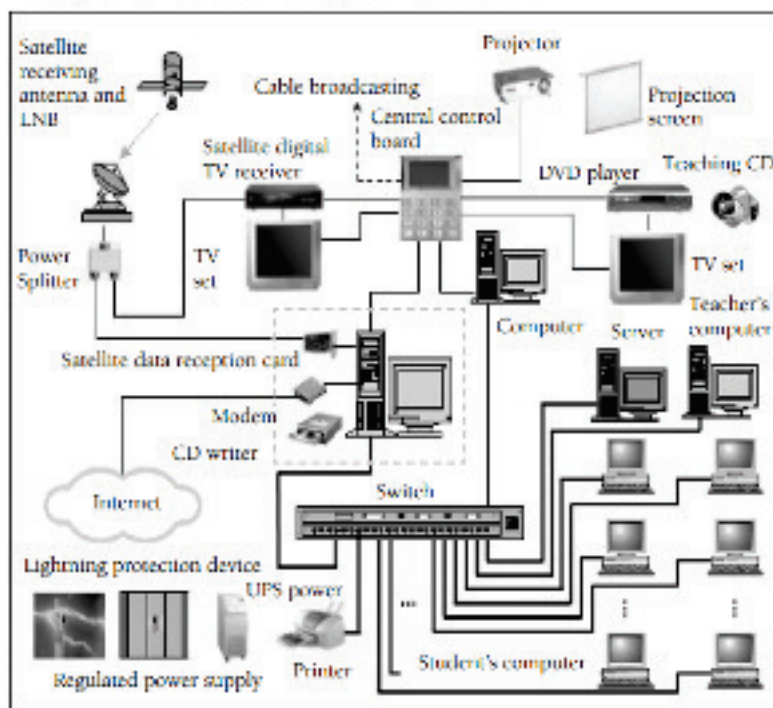 Satellite
receiving
antenna and
LNB
Projector
Cable broadcasting
Central control
board
Projection
screen
Satellite digital
TV receiver
DVD player
Teaching CD
Power
Splitter
TV
set
TV set
Computer
Server
Teacher's
computer
Satellite data reception card
Modem
CD writer
Internet
Switch
Lightning protection device
UPS power
...
Printer
Student's computer
...
...
Regulated power supply